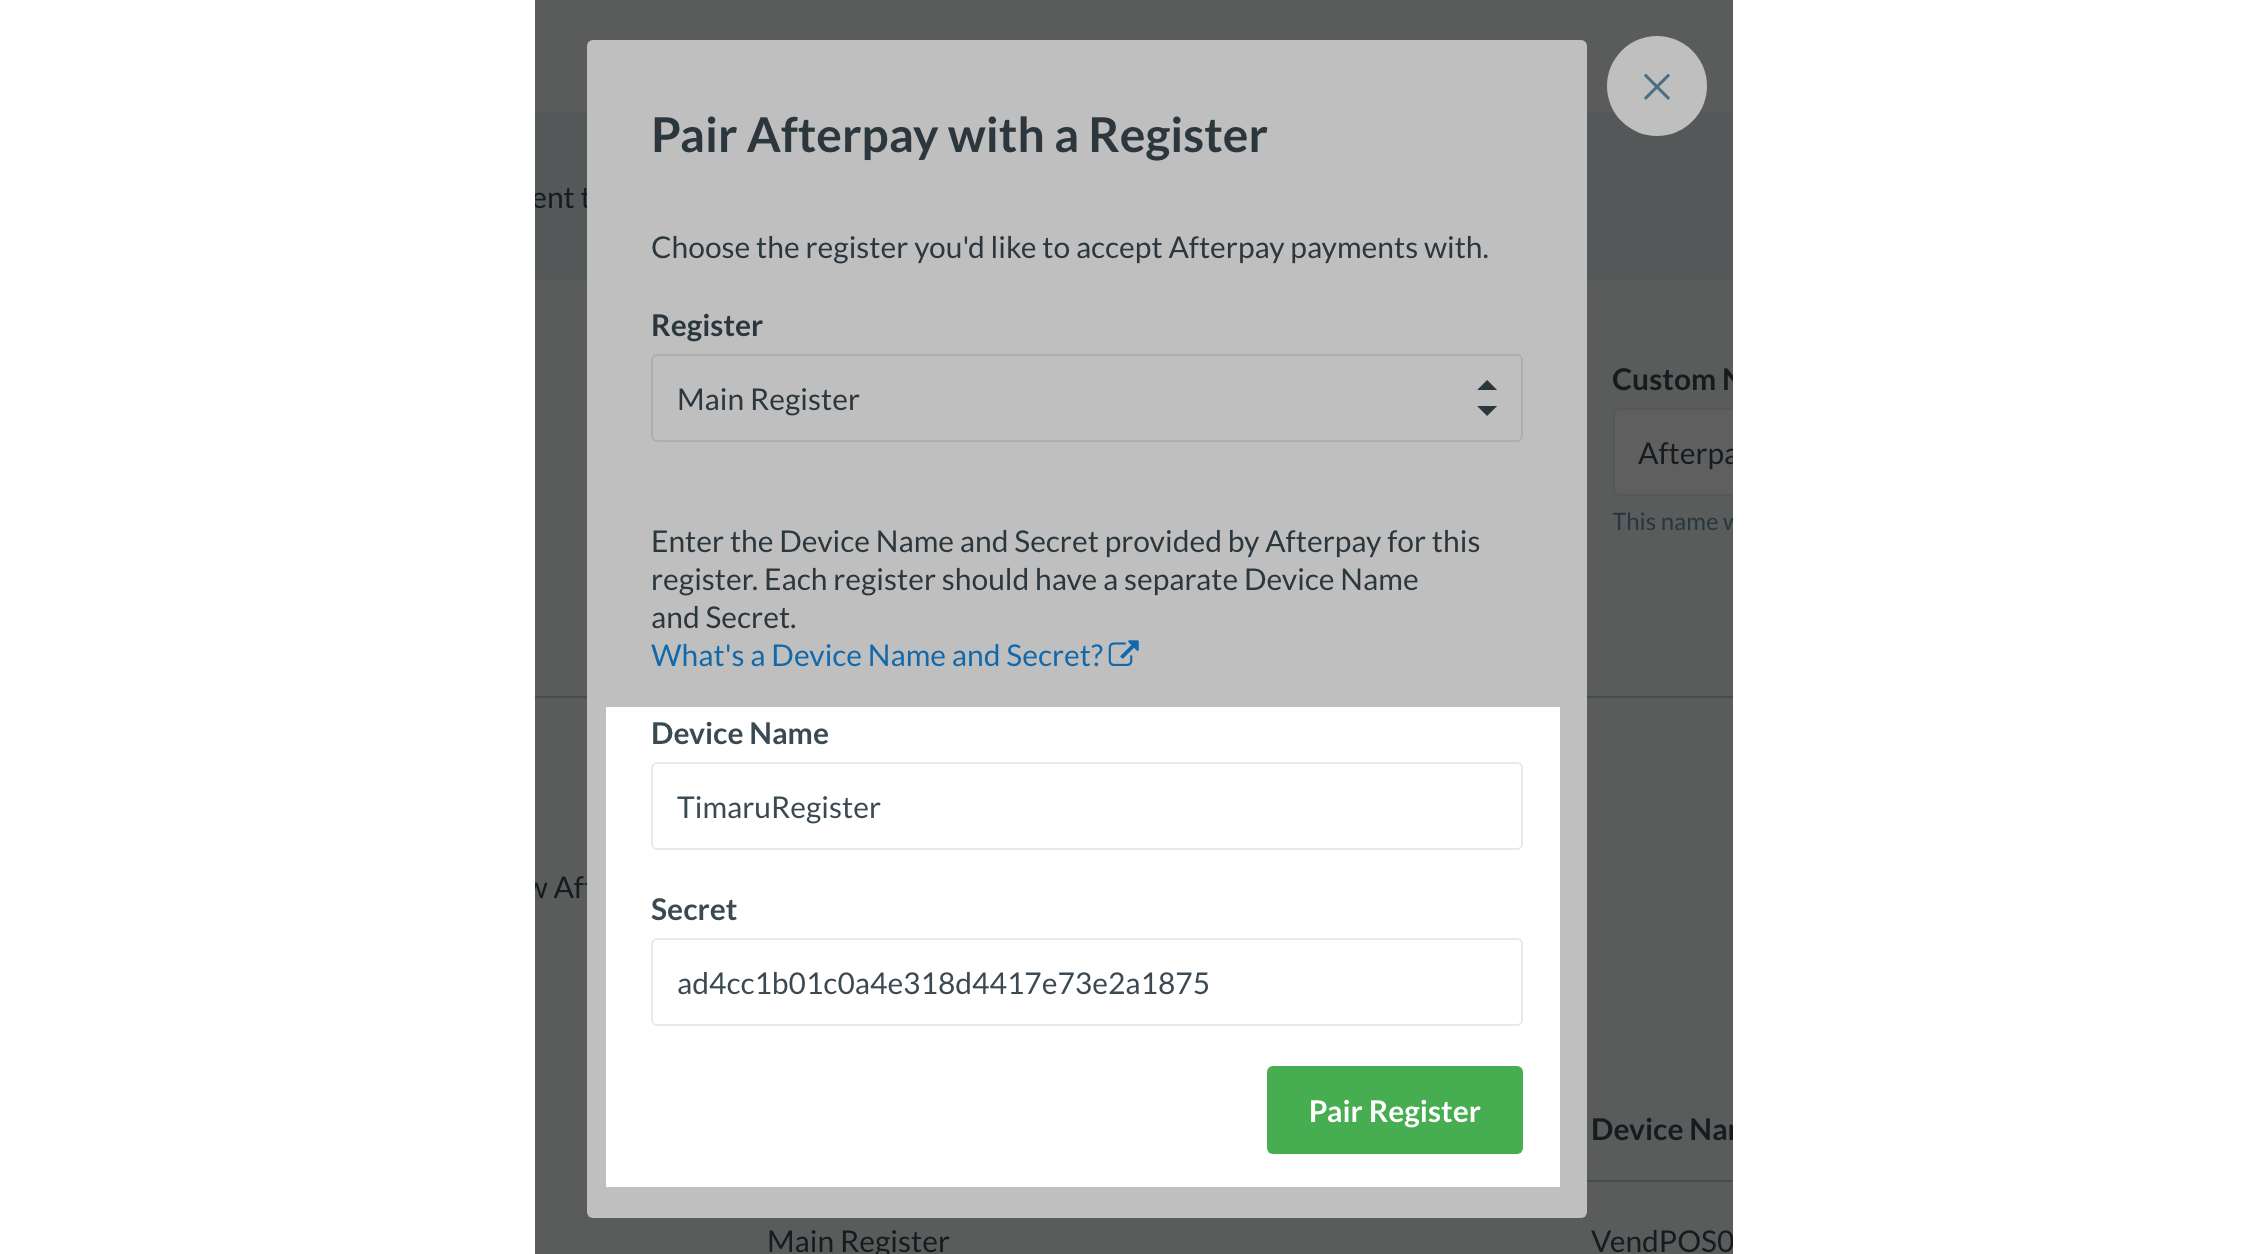 Pair Afterpay with a Register
ent
Choose the register you'd like to accept Afterpay payments with.
Register
Main Register
Custom
Afterpa
This name
Enter the Device Name and Secret provided by Afterpay for this
register. Each register should have a separate Device Name
and Secret.
What's a Device Name and Secret?
Device Name
TimaruRegister
w Af
Secret
ad4cc1b01c0a4e318d4417e73e2a1875
Pair Register
Device Nar
Main Register
VendPOS0